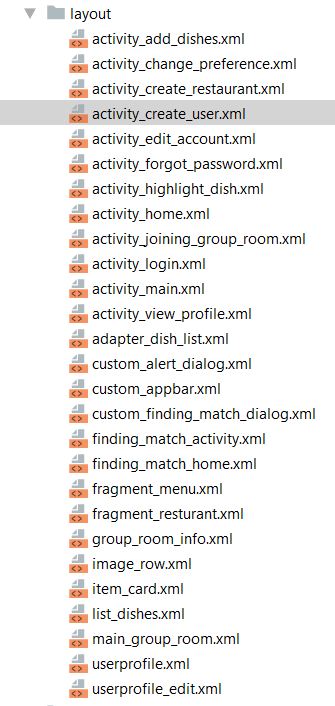 layout
activity_add_dishes.xml
activity_change_preference.xml
activity_create_restaurant.xml
activity_create_user.xml
activity_edit_account.xml
activity_forgot_password.xml
activity_highlight_dish.xml
activity_home.xml
activity_joining_group_room.xml
activity_login.xml
activity_main.xml
activity_view_profile.xml
adapter_dish_list.xml
custom_alert_dialog.xml
custom_appbar.xml
custom_finding_match_dialog.xml
finding_match_activity.xml
finding_match_home.xml
fragment_menu.xml
fragment_resturant.xml
group_room_info.xml
image_row.xml
item_card.xml
list_dishes.xml
main_group_room.xml
userprofile.xml
userprofile_edit.xml